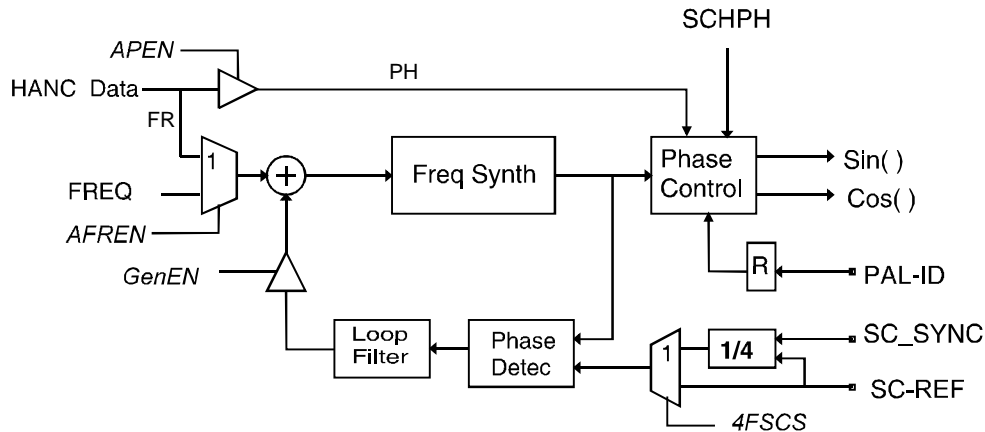 SCHPH
APEN
PH
HANC Data
FR
1
Freq Synth
Phase
Control
Sin( )
Cos( )
FREQ
+
AFREN
GenEN
R
PAL-ID
Loop
Filter
Phase
Detec
1
1/4
SC_SYNC
SC-REF
4FSCS